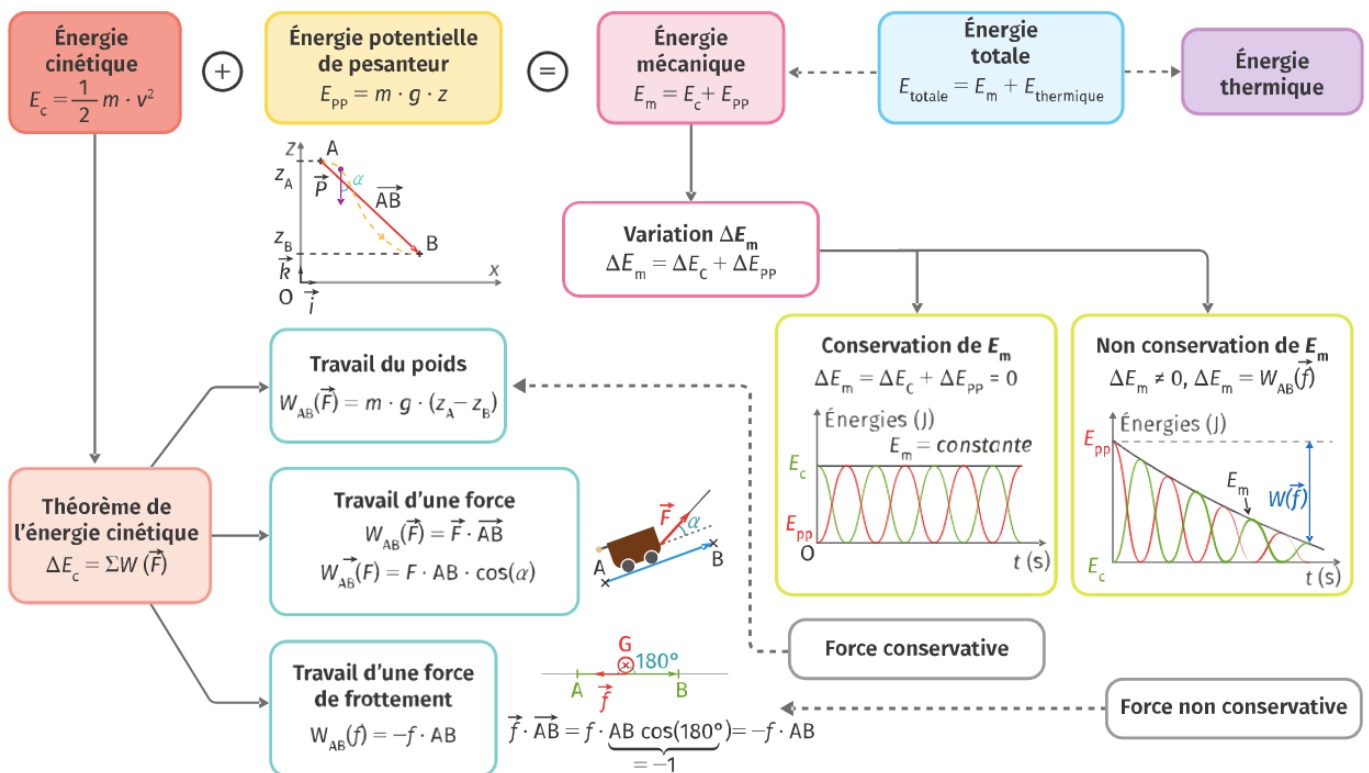 Énergie
cinétique
E_c = 1/2 m · v²
+
Énergie potentielle
de pesanteur
E_PP = m · g · z
=
Énergie
mécanique
E_m = E_c + E_PP
Énergie
totale
E_totale = E_m + E_thermique
Énergie
thermique
z
A
z_A
P⃗
α
AB⃗
z_B
B
k⃗
x
O
i⃗
Variation ΔE_m
ΔE_m = ΔE_C + ΔE_PP
Travail du poids
W_AB(F⃗) = m · g · (z_A − z_B)
Conservation de E_m
ΔE_m = ΔE_C + ΔE_PP = 0
Énergies (J)
E_m = constante
E_c
E_pp
O
t (s)
Non conservation de E_m
ΔE_m ≠ 0, ΔE_m = W_AB(f⃗)
Énergies (J)
E_pp
E_m
W(f⃗)
E_c
t (s)
Théorème de
l’énergie cinétique
ΔE_c = ΣW (F⃗)
Travail d’une force
W_AB(F⃗) = F⃗ · AB⃗
W_AB⃗(F) = F · AB · cos(α)
F⃗
α
A
B
Force conservative
Travail d’une force
de frottement
W_AB(f) = −f · AB
G
180°
A
f⃗
B
f⃗ · AB⃗ = f · AB cos(180°) = −f · AB
= −1
Force non conservative